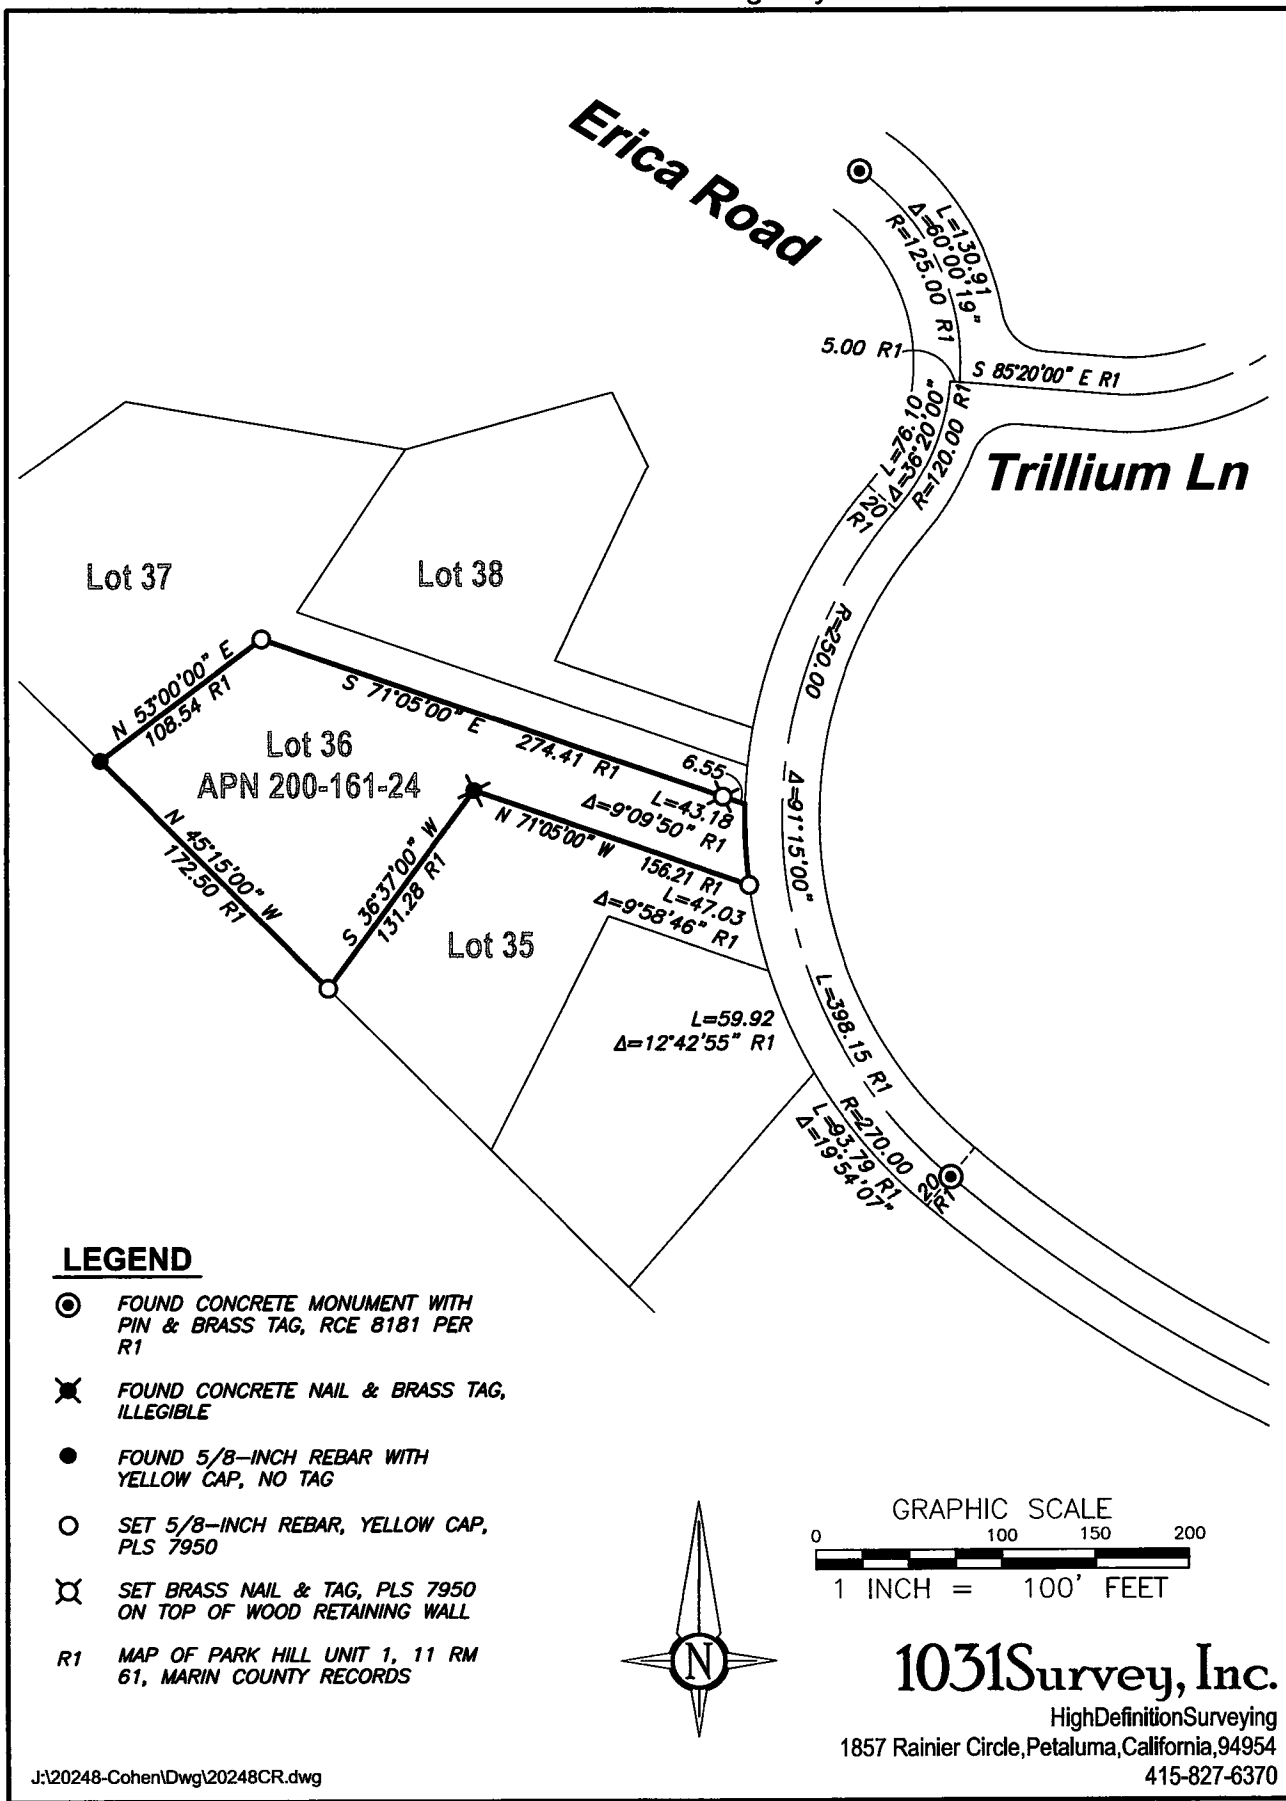 Erica Road
L=130.91
Δ=60°00'19"
R=125.00 R1
5.00 R1
S 85°20'00" E R1
L=76.10
Δ=36°20'00"
R=120.00 R1
20
R1
Trillium Ln
Lot 37
Lot 38
R=250.00
N 53°00'00" E
108.54 R1
S 71°05'00" E
274.41 R1
Lot 36
APN 200-161-24
6.55
L=43.18
Δ=9°09'50" R1
Δ=91°15'00"
N 71°05'00" W
156.21 R1
N 45°15'00" W
172.50 R1
S 36°37'00" W
131.28 R1
L=47.03
Δ=9°58'46" R1
Lot 35
L=398.15 R1
L=59.92
Δ=12°42'55" R1
R=270.00
L=93.79 R1
Δ=19°54'07"
20
R1
LEGEND
FOUND CONCRETE MONUMENT WITH
PIN & BRASS TAG, RCE 8181 PER
R1
FOUND CONCRETE NAIL & BRASS TAG,
ILLEGIBLE
FOUND 5/8-INCH REBAR WITH
YELLOW CAP, NO TAG
SET 5/8-INCH REBAR, YELLOW CAP,
PLS 7950
SET BRASS NAIL & TAG, PLS 7950
ON TOP OF WOOD RETAINING WALL
R1 MAP OF PARK HILL UNIT 1, 11 RM
61, MARIN COUNTY RECORDS
N
GRAPHIC SCALE
0 100 150 200
1 INCH = 100' FEET
1031Survey, Inc.
HighDefinitionSurveying
1857 Rainier Circle,Petaluma,California,94954
415-827-6370
J:\20248-Cohen\Dwg\20248CR.dwg